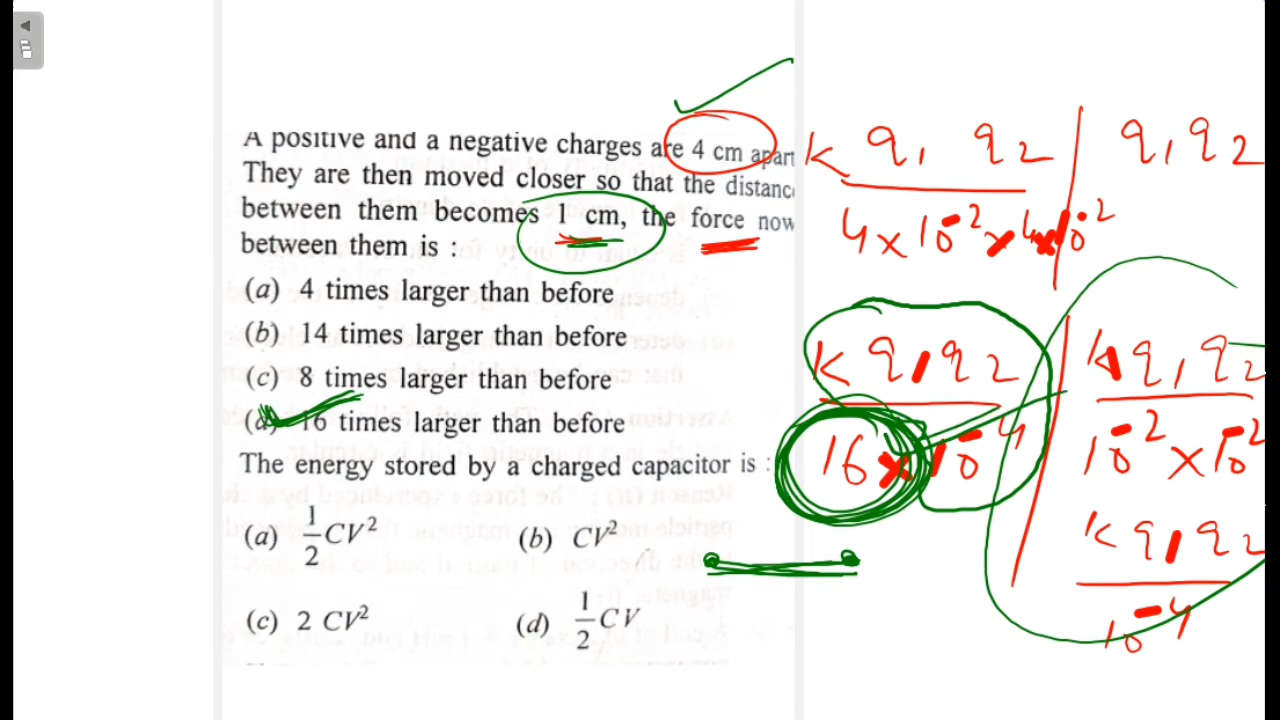 A positive and a negative charges are 4 cm apart
They are then moved closer so that the distanc
between them becomes 1 cm, the force now
between them is :
(a) 4 times larger than before
(b) 14 times larger than before
(c) 8 times larger than before
(d) 16 times larger than before
The energy stored by a charged capacitor is :
(a) 1/2 CV² (b) CV²
(c) 2 CV² (d) 1/2 CV
k q₁ q₂ q₁ q₂
4 × 10⁻² × 4 × 10⁻²
k q₁ q₂ k q₁ q₂
16 × 10⁻⁴ 10⁻² × 10⁻²
k q₁ q₂
10⁻⁴